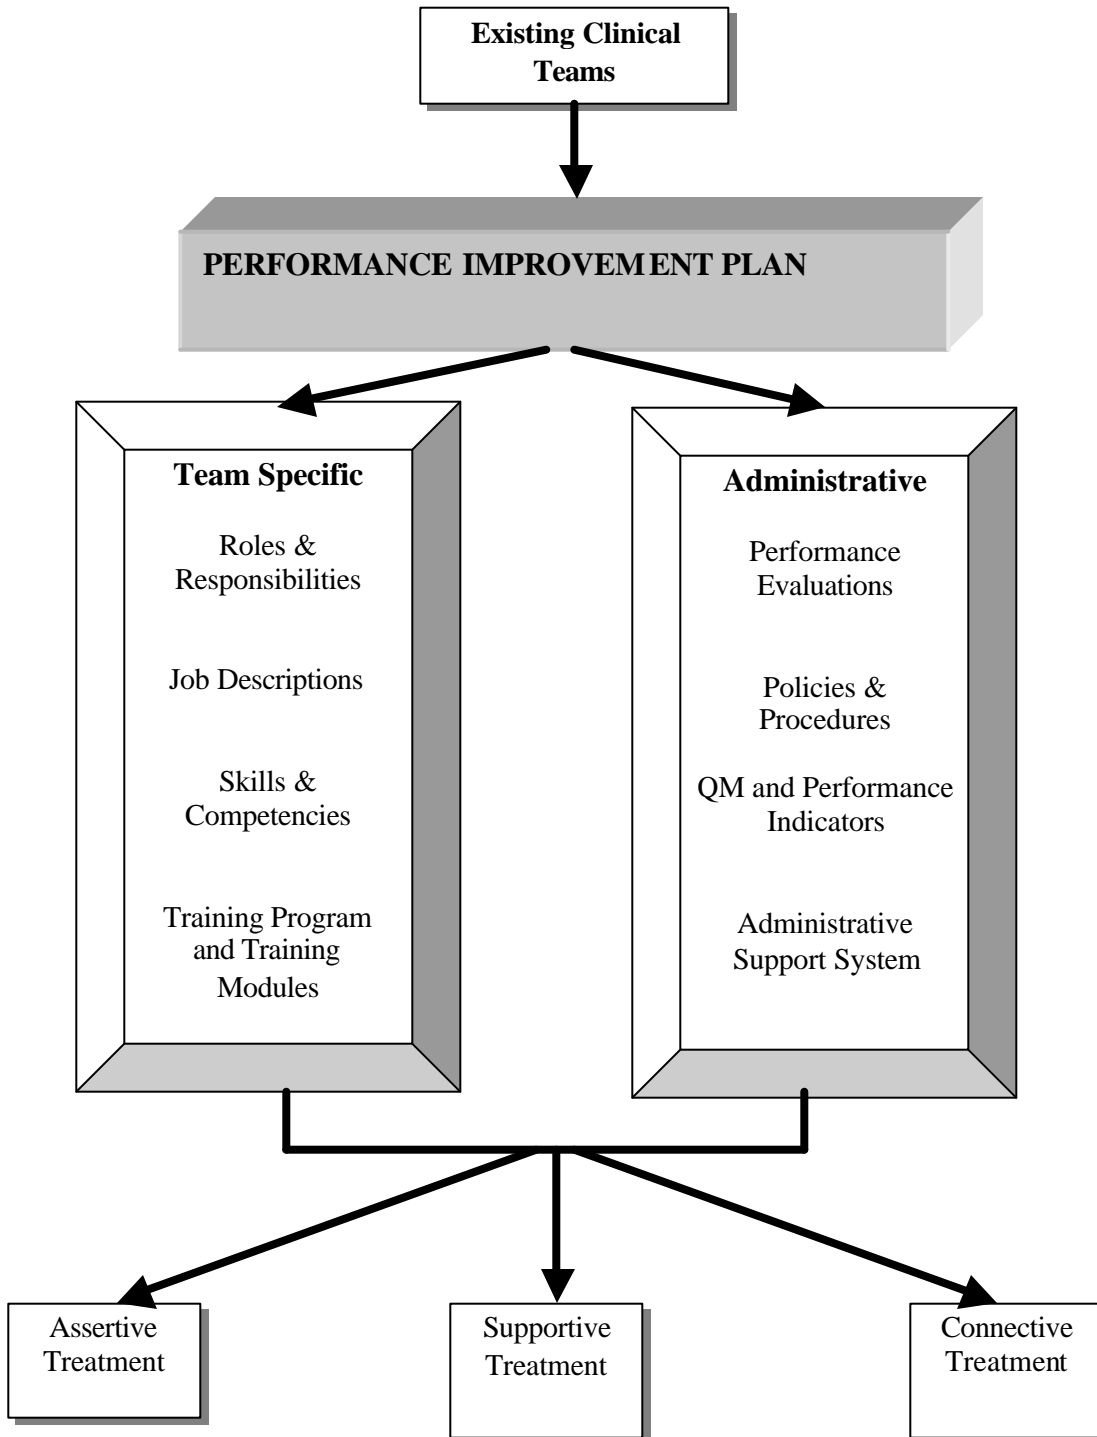 Existing Clinical
Teams
PERFORMANCE IMPROVEMENT PLAN
Team Specific
Roles &
Responsibilities
Job Descriptions
Skills &
Competencies
Training Program
and Training
Modules
Administrative
Performance
Evaluations
Policies &
Procedures
QM and Performance
Indicators
Administrative
Support System
Assertive
Treatment
Supportive
Treatment
Connective
Treatment